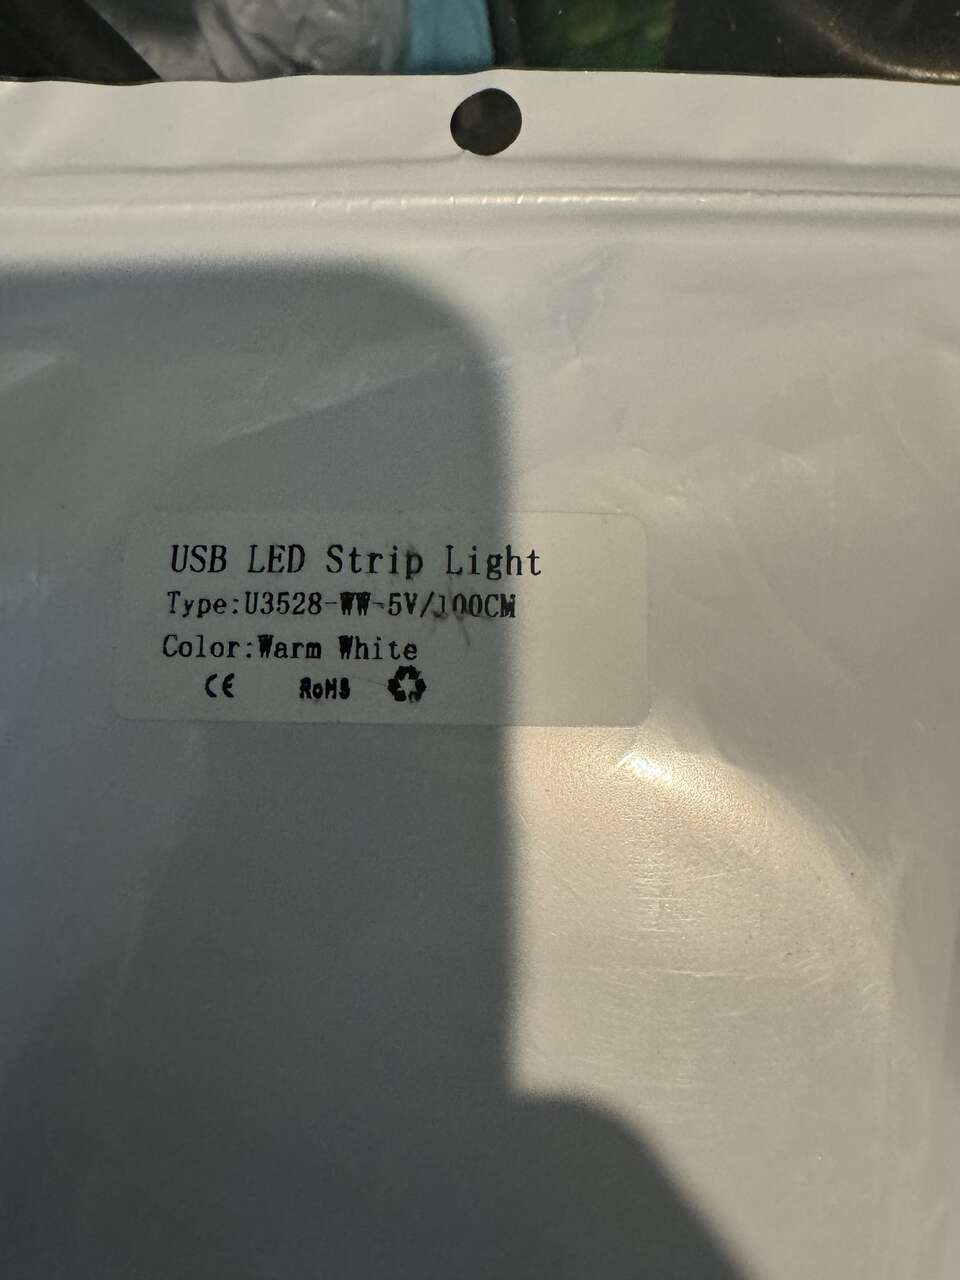 USB LED Strip Light
Type:U3528-WW-5V/100CM
Color:Warm White
CE RoHS